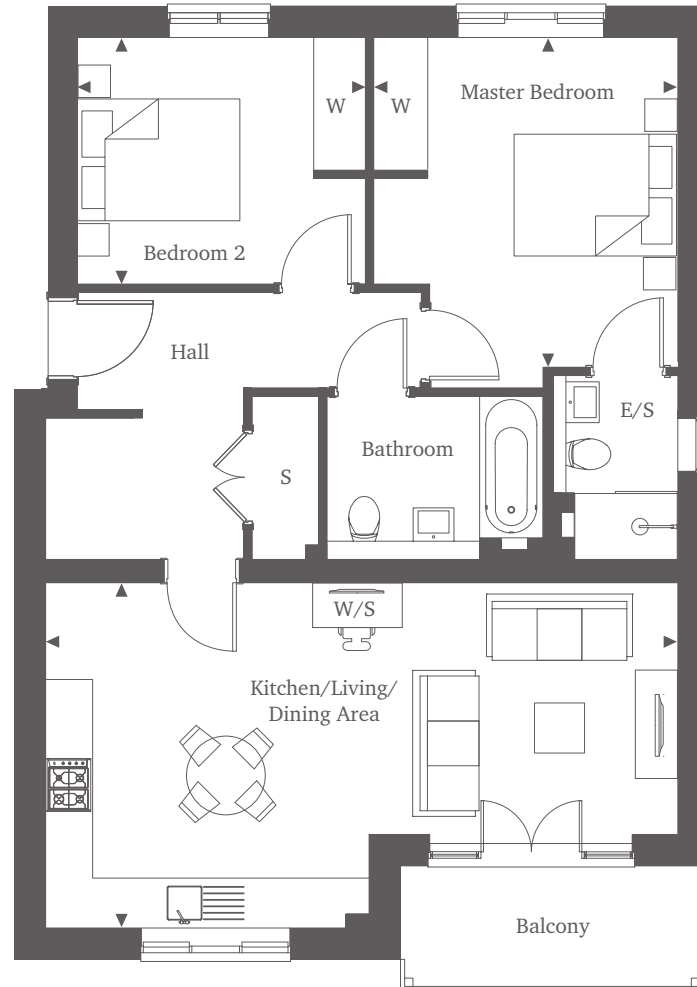 W
W
Master Bedroom
Bedroom 2
Hall
E/S
Bathroom
S
W/S
Kitchen/Living/
Dining Area
Balcony